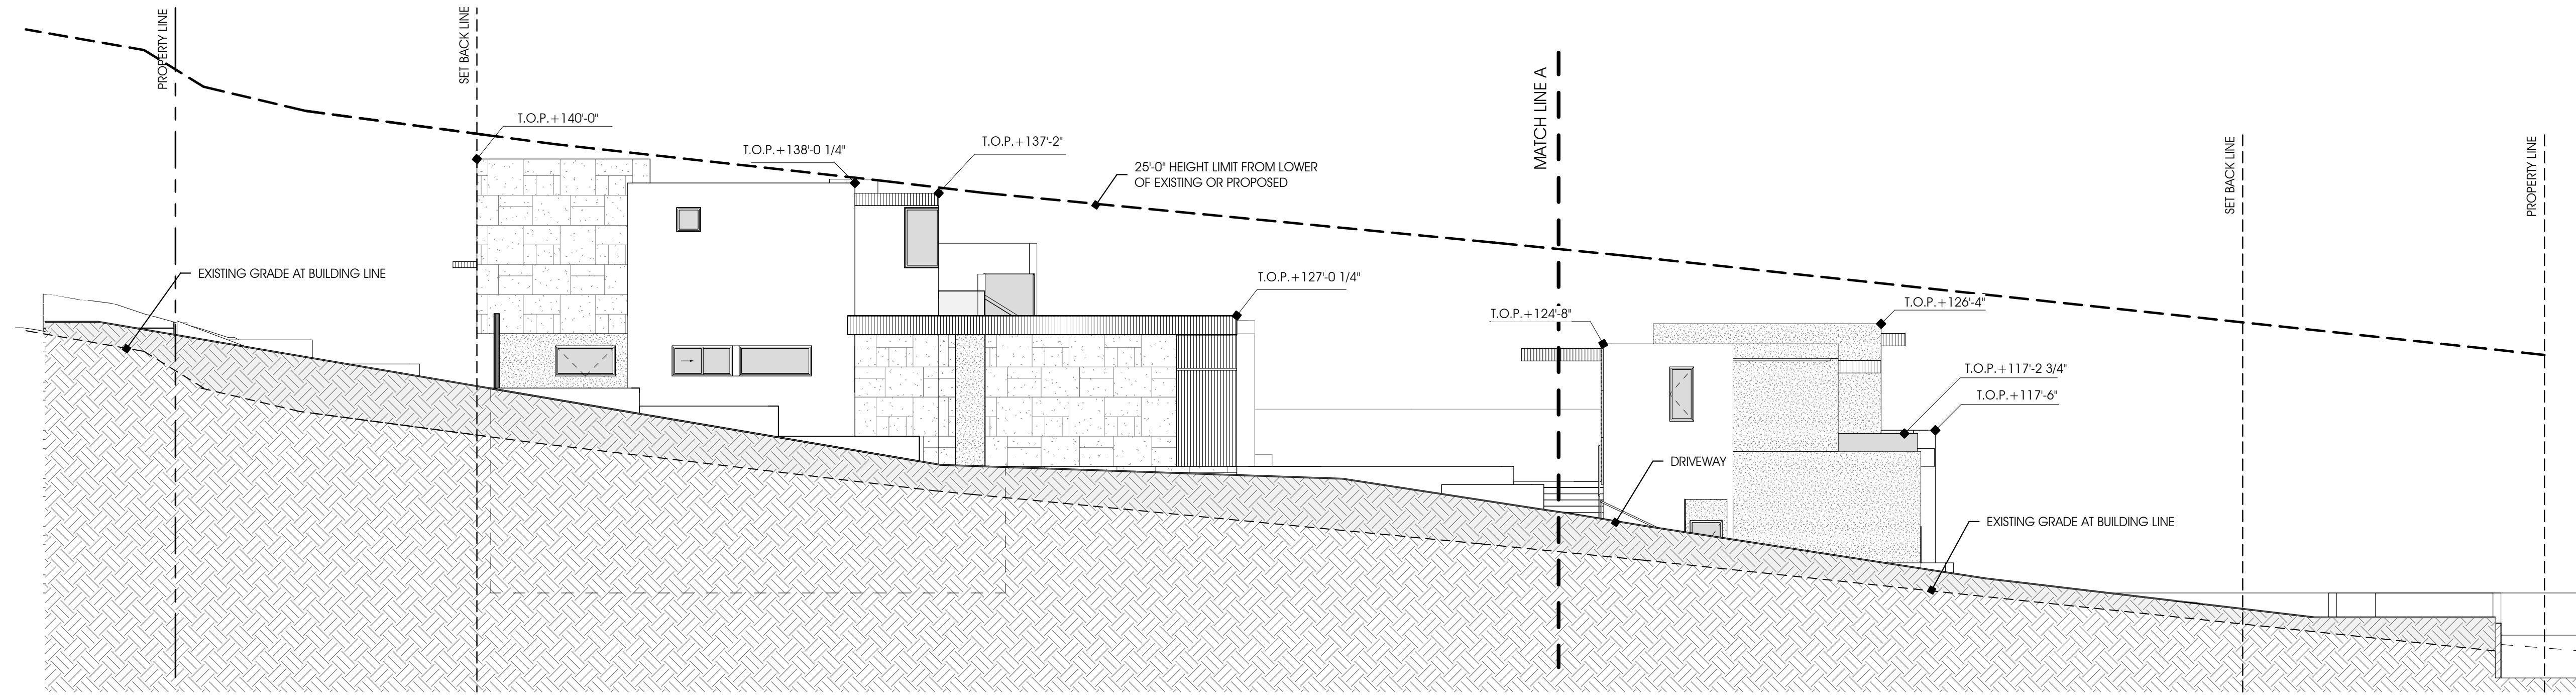 PROPERTY LINE
SET BACK LINE
T.O.P.+140'-0"
T.O.P.+138'-0 1/4"
T.O.P.+137'-2"
25'-0" HEIGHT LIMIT FROM LOWER
OF EXISTING OR PROPOSED
MATCH LINE A
SET BACK LINE
PROPERTY LINE
EXISTING GRADE AT BUILDING LINE
T.O.P.+127'-0 1/4"
T.O.P.+124'-8"
T.O.P.+126'-4"
T.O.P.+117'-2 3/4"
T.O.P.+117'-6"
DRIVEWAY
EXISTING GRADE AT BUILDING LINE